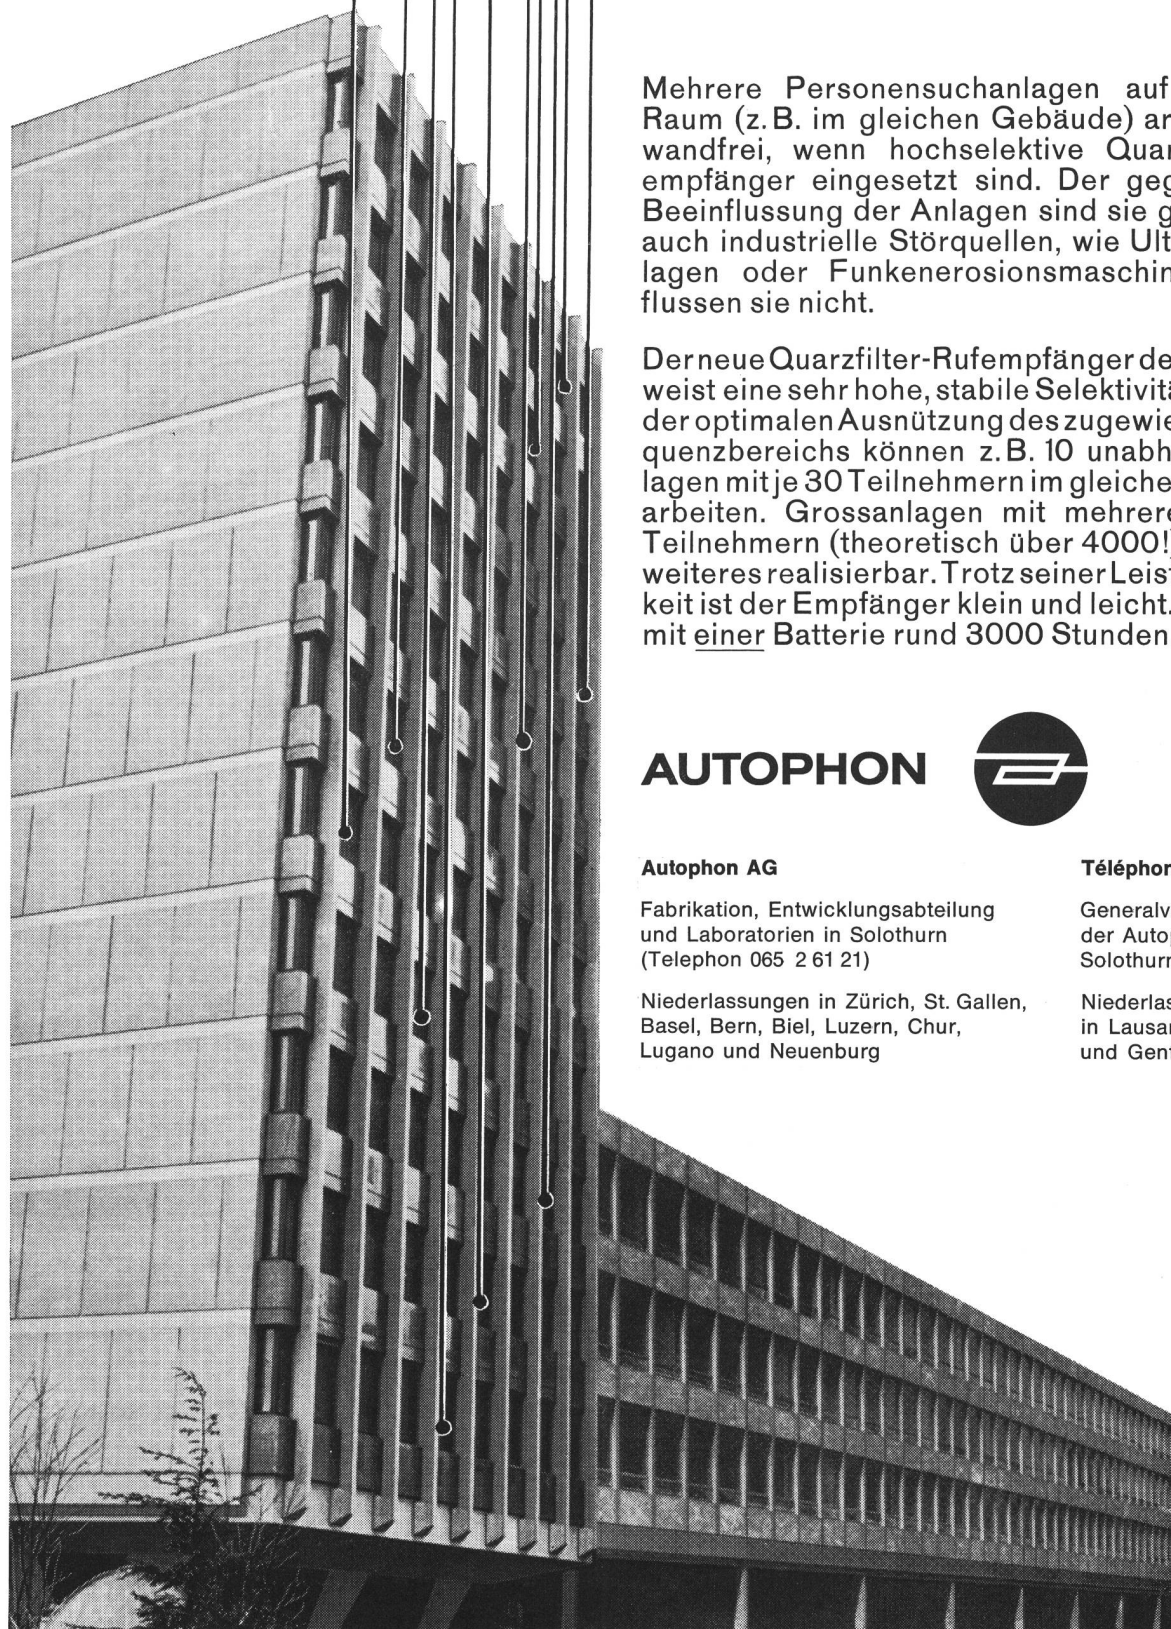 Mehrere Personensuchanlagen auf
Raum (z. B. im gleichen Gebäude) ar
wandfrei, wenn hochselektive Quar
empfänger eingesetzt sind. Der geg
Beeinflussung der Anlagen sind sie g
auch industrielle Störquellen, wie Ult
lagen oder Funkenerosionsmaschin
flussen sie nicht.
Der neue Quarzfilter-Rufempfänger de
weist eine sehr hohe, stabile Selektivitä
der optimalen Ausnützung des zugewie
quenzbereichs können z. B. 10 unabh
lagen mit je 30 Teilnehmern im gleiche
arbeiten. Grossanlagen mit mehrere
Teilnehmern (theoretisch über 4000!)
weiteres realisierbar. Trotz seiner Leist
keit ist der Empfänger klein und leicht.
mit einer Batterie rund 3000 Stunden
AUTOPHON
Autophon AG
Fabrikation, Entwicklungsabteilung
und Laboratorien in Solothurn
(Telephon 065 2 61 21)
Niederlassungen in Zürich, St. Gallen,
Basel, Bern, Biel, Luzern, Chur,
Lugano und Neuenburg
Téléphon
Generalv
der Autop
Solothurn
Niederlas
in Lausan
und Genf